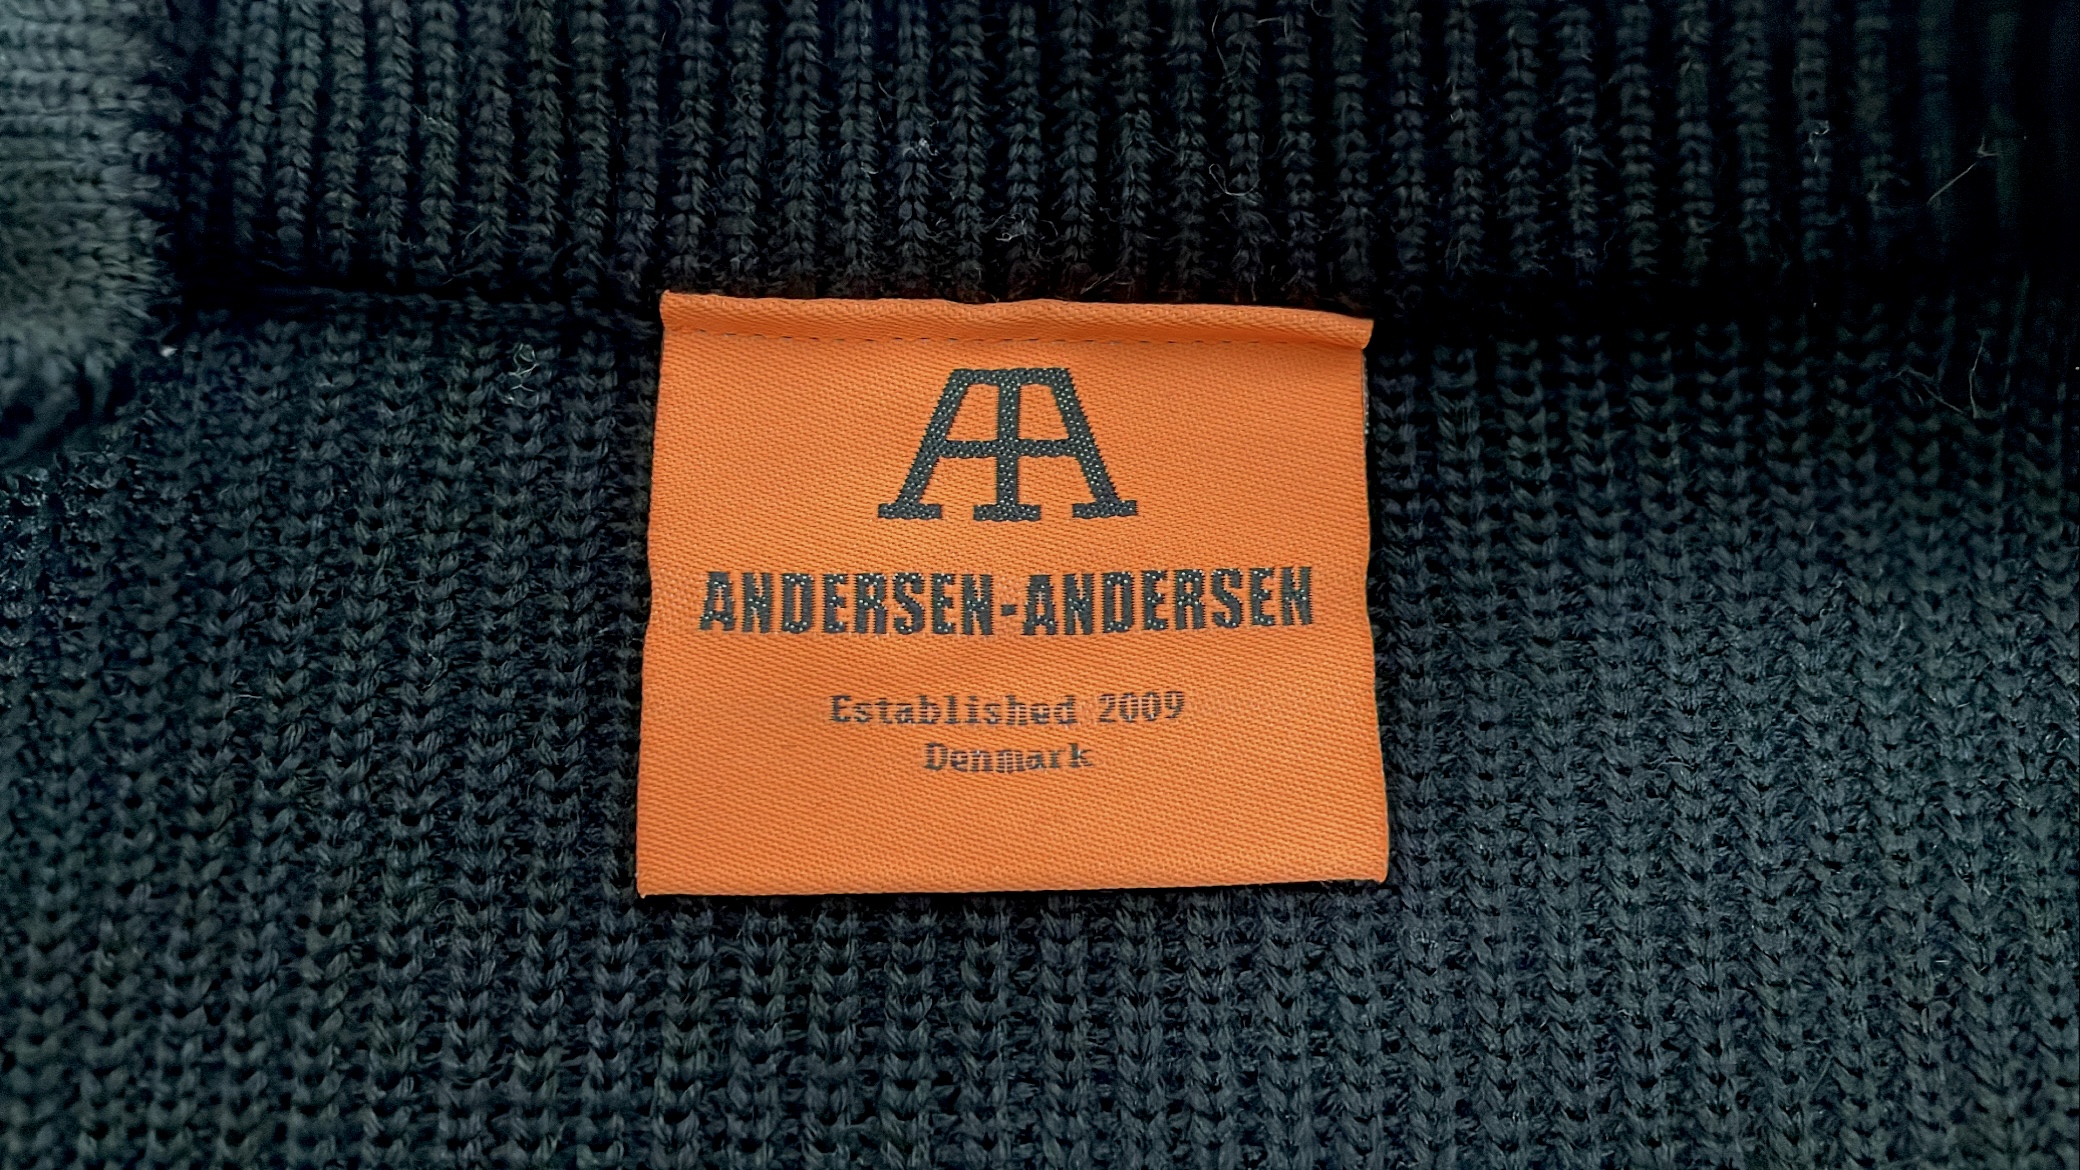 AA
ANDERSEN-ANDERSEN
Established 2009
Denmark